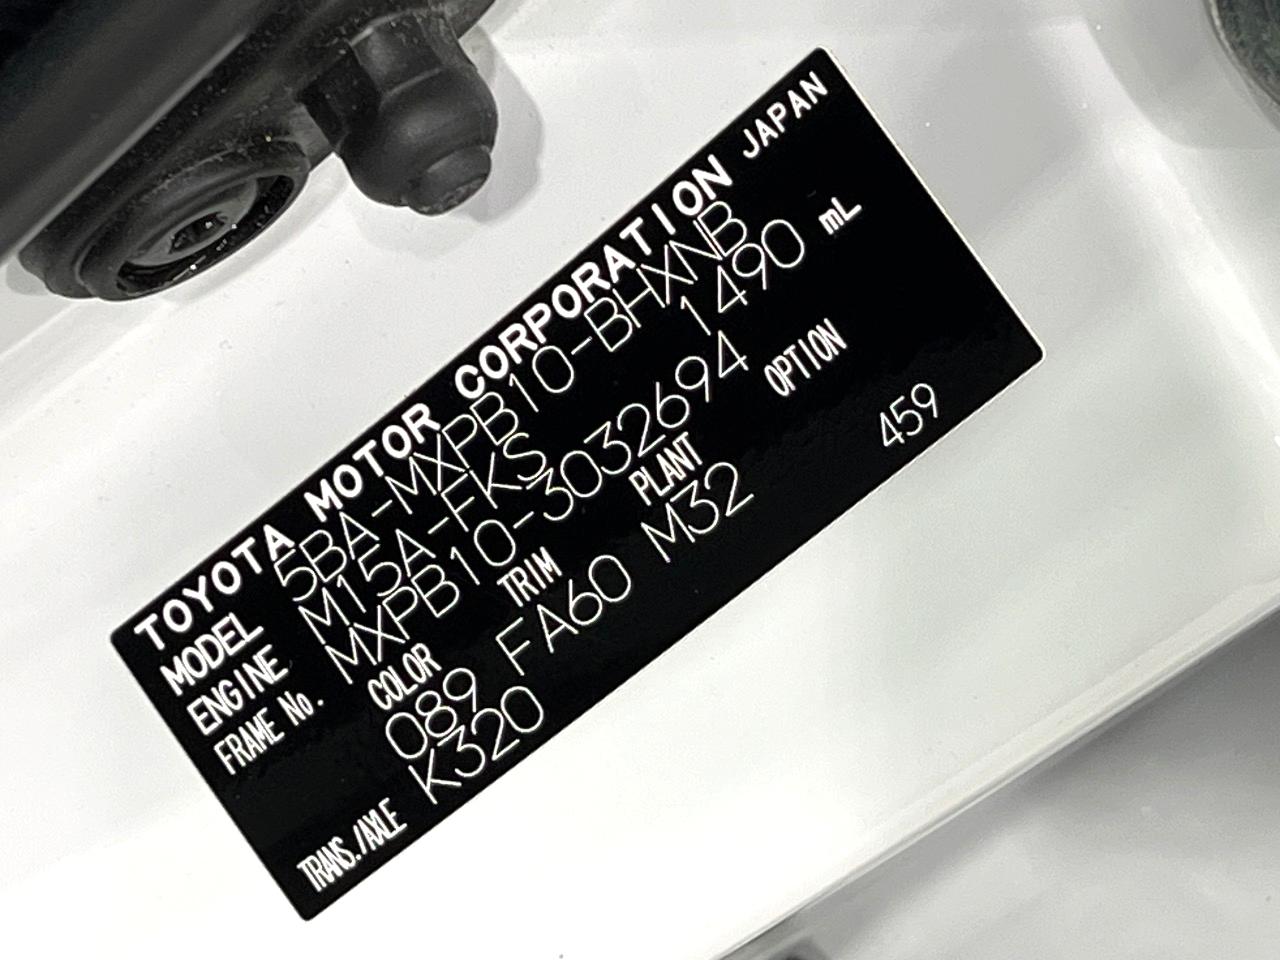 TOYOTA MOTOR CORPORATION JAPAN
MODEL 5BA-MXPB10-BHXNB
ENGINE M15A-FKS 1490 mL
FRAME No. MXPB10-3032694
COLOR TRIM PLANT OPTION
089 FA60 M32 459
TRANS./AXLE K320